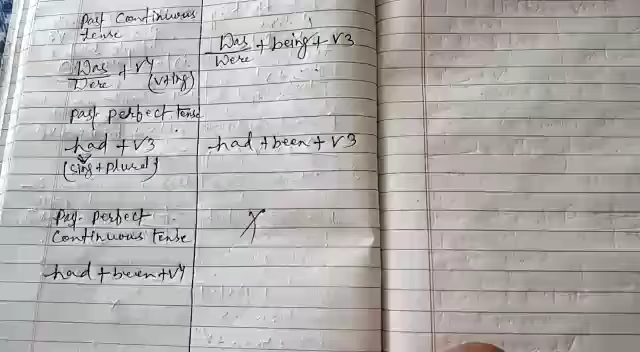 Past Continuous
tense
Was
Were + V4
(V+ing)
Was
Were + being + V3
past perfect tense
had + V3
(sing + plural)
had + been + V3
Past perfect
Continuous tense
X
had + been + V4